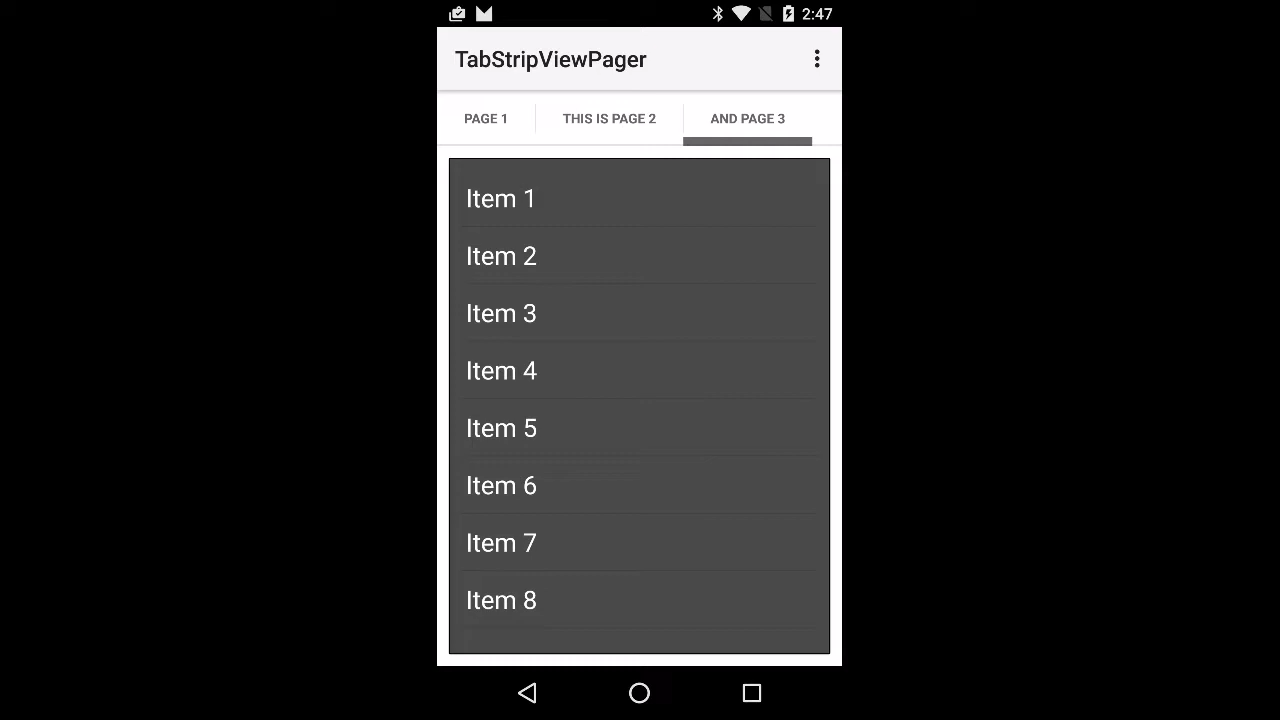 2:47
TabStripViewPager
PAGE 1 THIS IS PAGE 2 AND PAGE 3
Item 1
Item 2
Item 3
Item 4
Item 5
Item 6
Item 7
Item 8